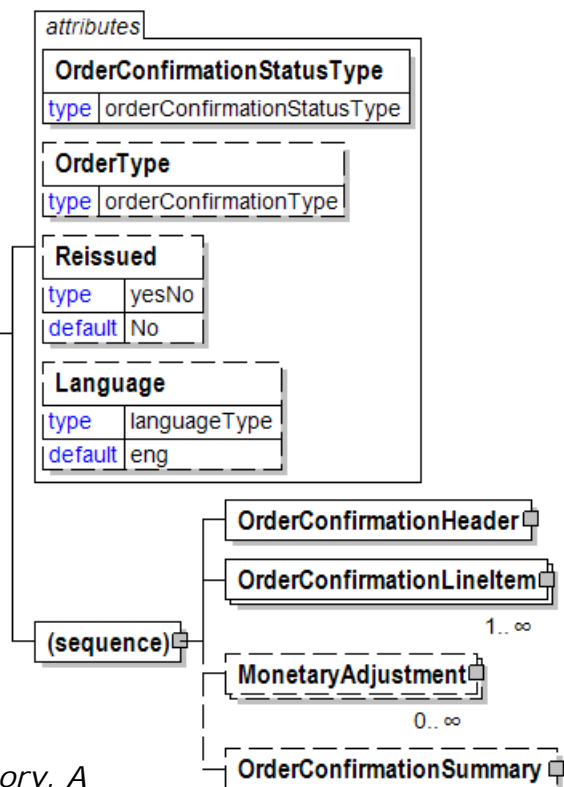 attributes
OrderConfirmationStatusType
type orderConfirmationStatusType
OrderType
type orderConfirmationType
Reissued
type yesNo
default No
Language
type languageType
default eng
OrderConfirmationHeader
OrderConfirmationLineItem
1.. ∞
(sequence)
MonetaryAdjustment
0.. ∞
OrderConfirmationSummary
ory. A